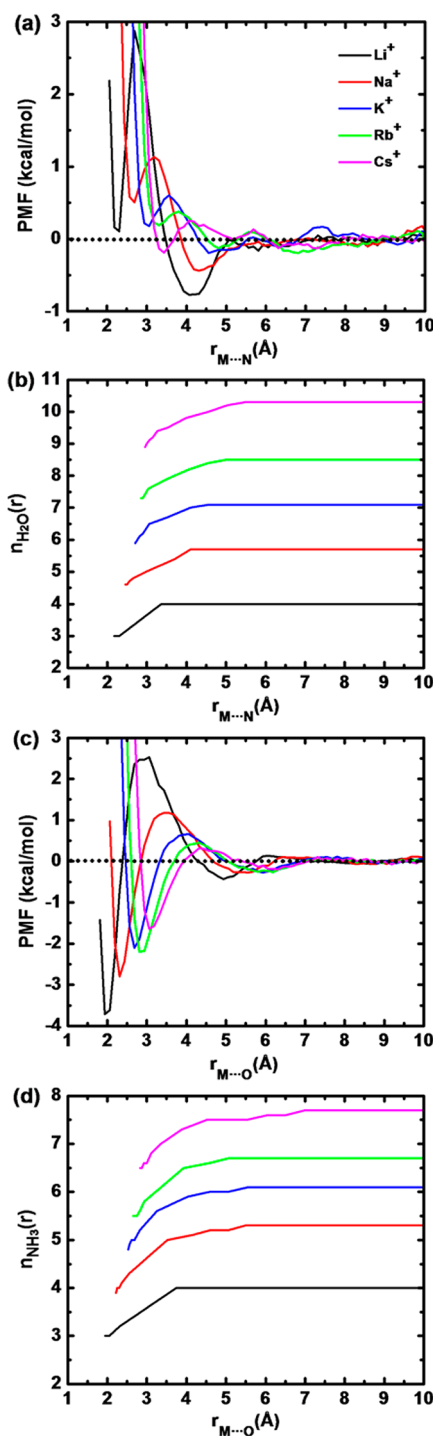 (a)
3
2
1
0
-1
PMF (kcal/mol)
Li+
Na+
K+
Rb+
Cs+
1 2 3 4 5 6 7 8 9 10
rM···N(Å)
(b)
11
10
9
8
7
6
5
4
3
2
nH2O(r)
1 2 3 4 5 6 7 8 9 10
rM···N(Å)
(c)
3
2
1
0
-1
-2
-3
-4
PMF (kcal/mol)
1 2 3 4 5 6 7 8 9 10
rM···O(Å)
(d)
8
7
6
5
4
3
2
nNH3(r)
1 2 3 4 5 6 7 8 9 10
rM···O(Å)